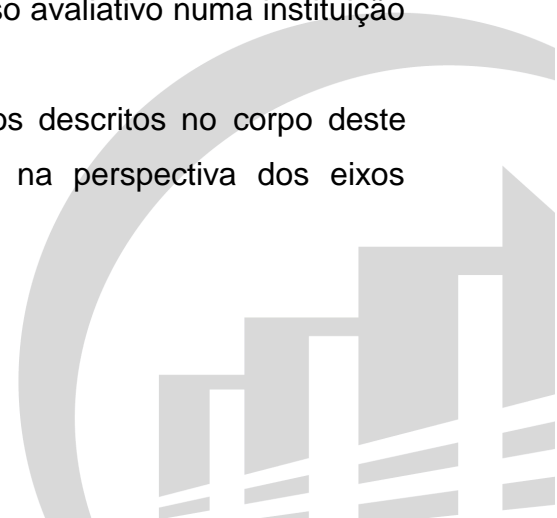 so avaliativo numa instituição
os descritos no corpo deste
na perspectiva dos eixos